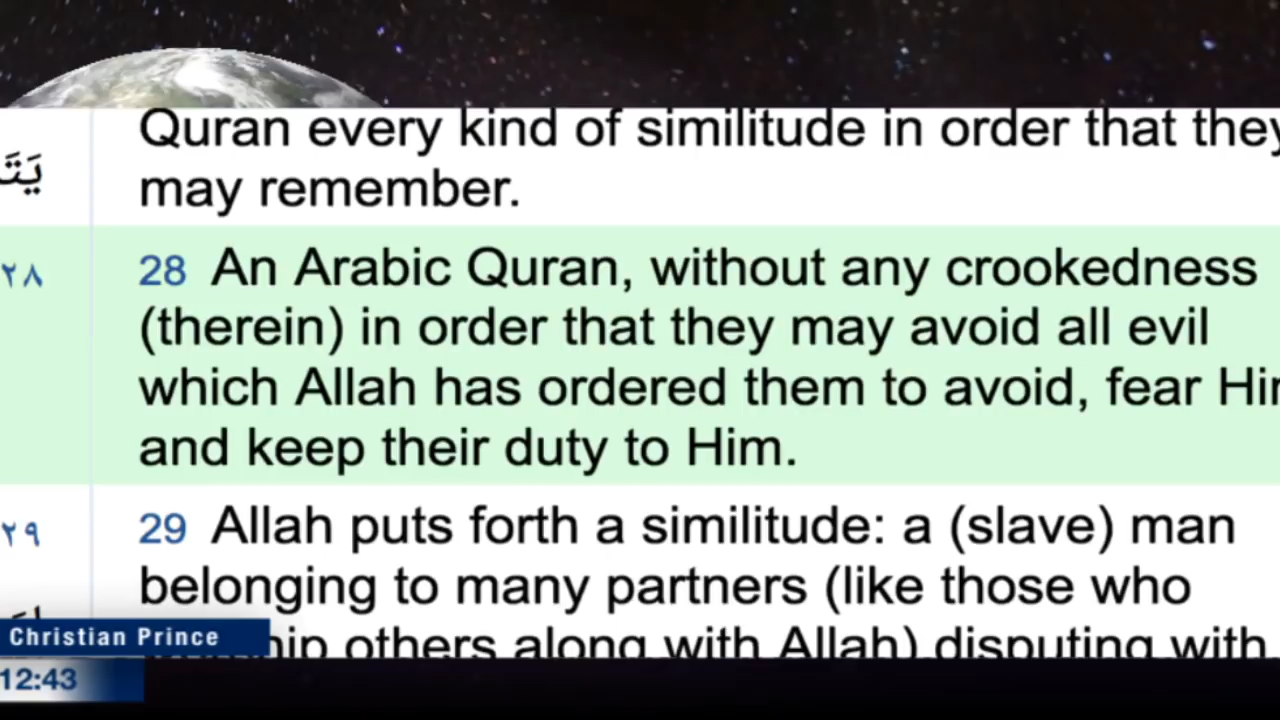 Quran every kind of similitude in order that they
may remember.
٢٨
28 An Arabic Quran, without any crookedness
(therein) in order that they may avoid all evil
which Allah has ordered them to avoid, fear
and keep their duty to Him.
٢٩
29 Allah puts forth a similitude: a (slave) man
belonging to many partners (like those who
others along with Allah) disputing with
Christian Prince
12:43